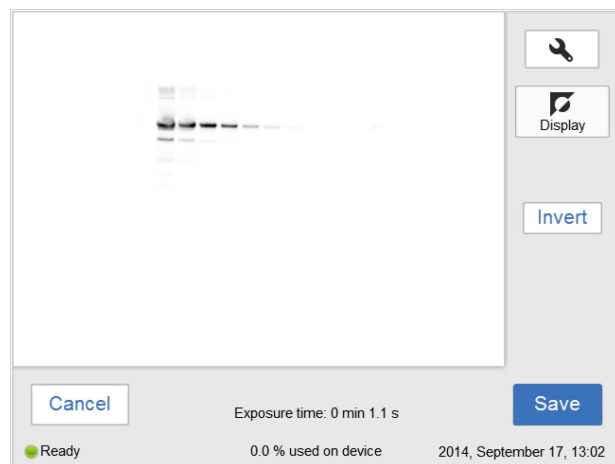 Display
Invert
Cancel
Exposure time: 0 min 1.1 s
Save
Ready
0.0 % used on device
2014, September 17, 13:02